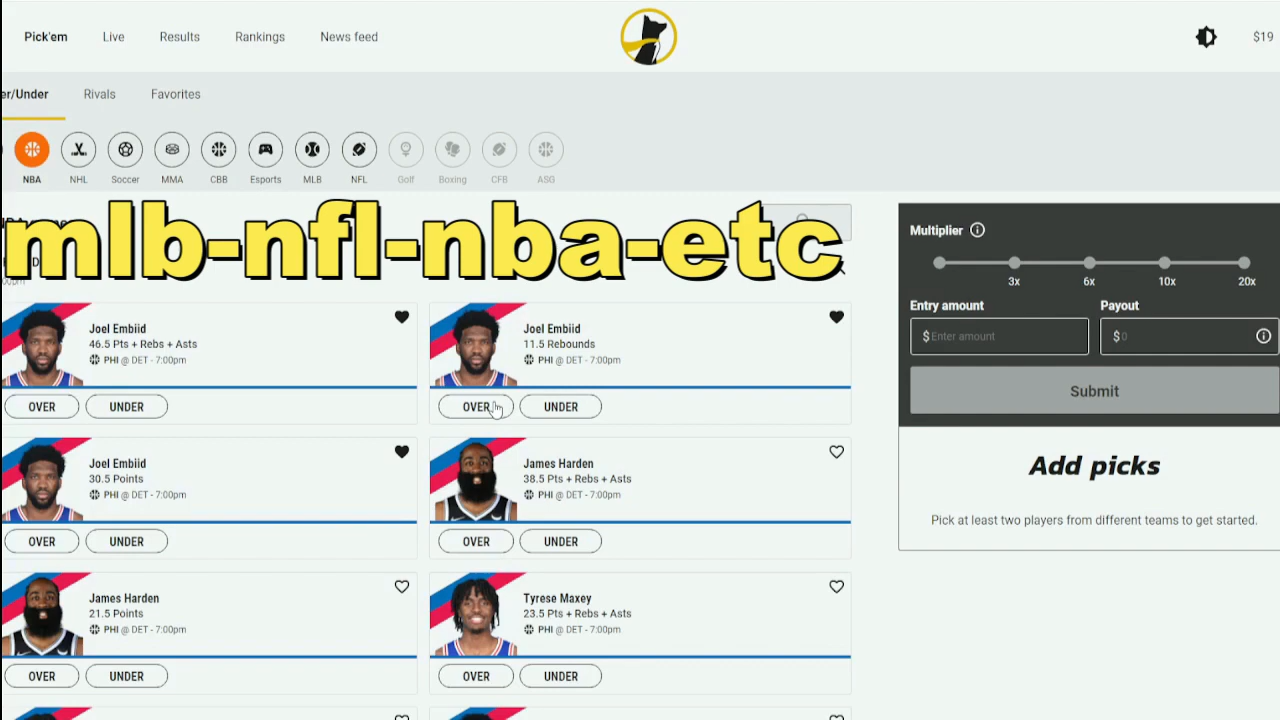 Pick'em Live Results Rankings News feed $19
er/Under Rivals Favorites
NBA NHL Soccer MMA CBB Esports MLB NFL Golf Boxing CFB ASG
mlb-nfl-nba-etc
Joel Embiid
46.5 Pts + Rebs + Asts
PHI @ DET - 7:00pm
OVER UNDER
Joel Embiid
11.5 Rebounds
PHI @ DET - 7:00pm
OVER UNDER
Joel Embiid
30.5 Points
PHI @ DET - 7:00pm
OVER UNDER
James Harden
38.5 Pts + Rebs + Asts
PHI @ DET - 7:00pm
OVER UNDER
James Harden
21.5 Points
PHI @ DET - 7:00pm
OVER UNDER
Tyrese Maxey
23.5 Pts + Rebs + Asts
PHI @ DET - 7:00pm
OVER UNDER
Multiplier
3x 6x 10x 20x
Entry amount Payout
$ Enter amount $ 0
Submit
Add picks
Pick at least two players from different teams to get started.